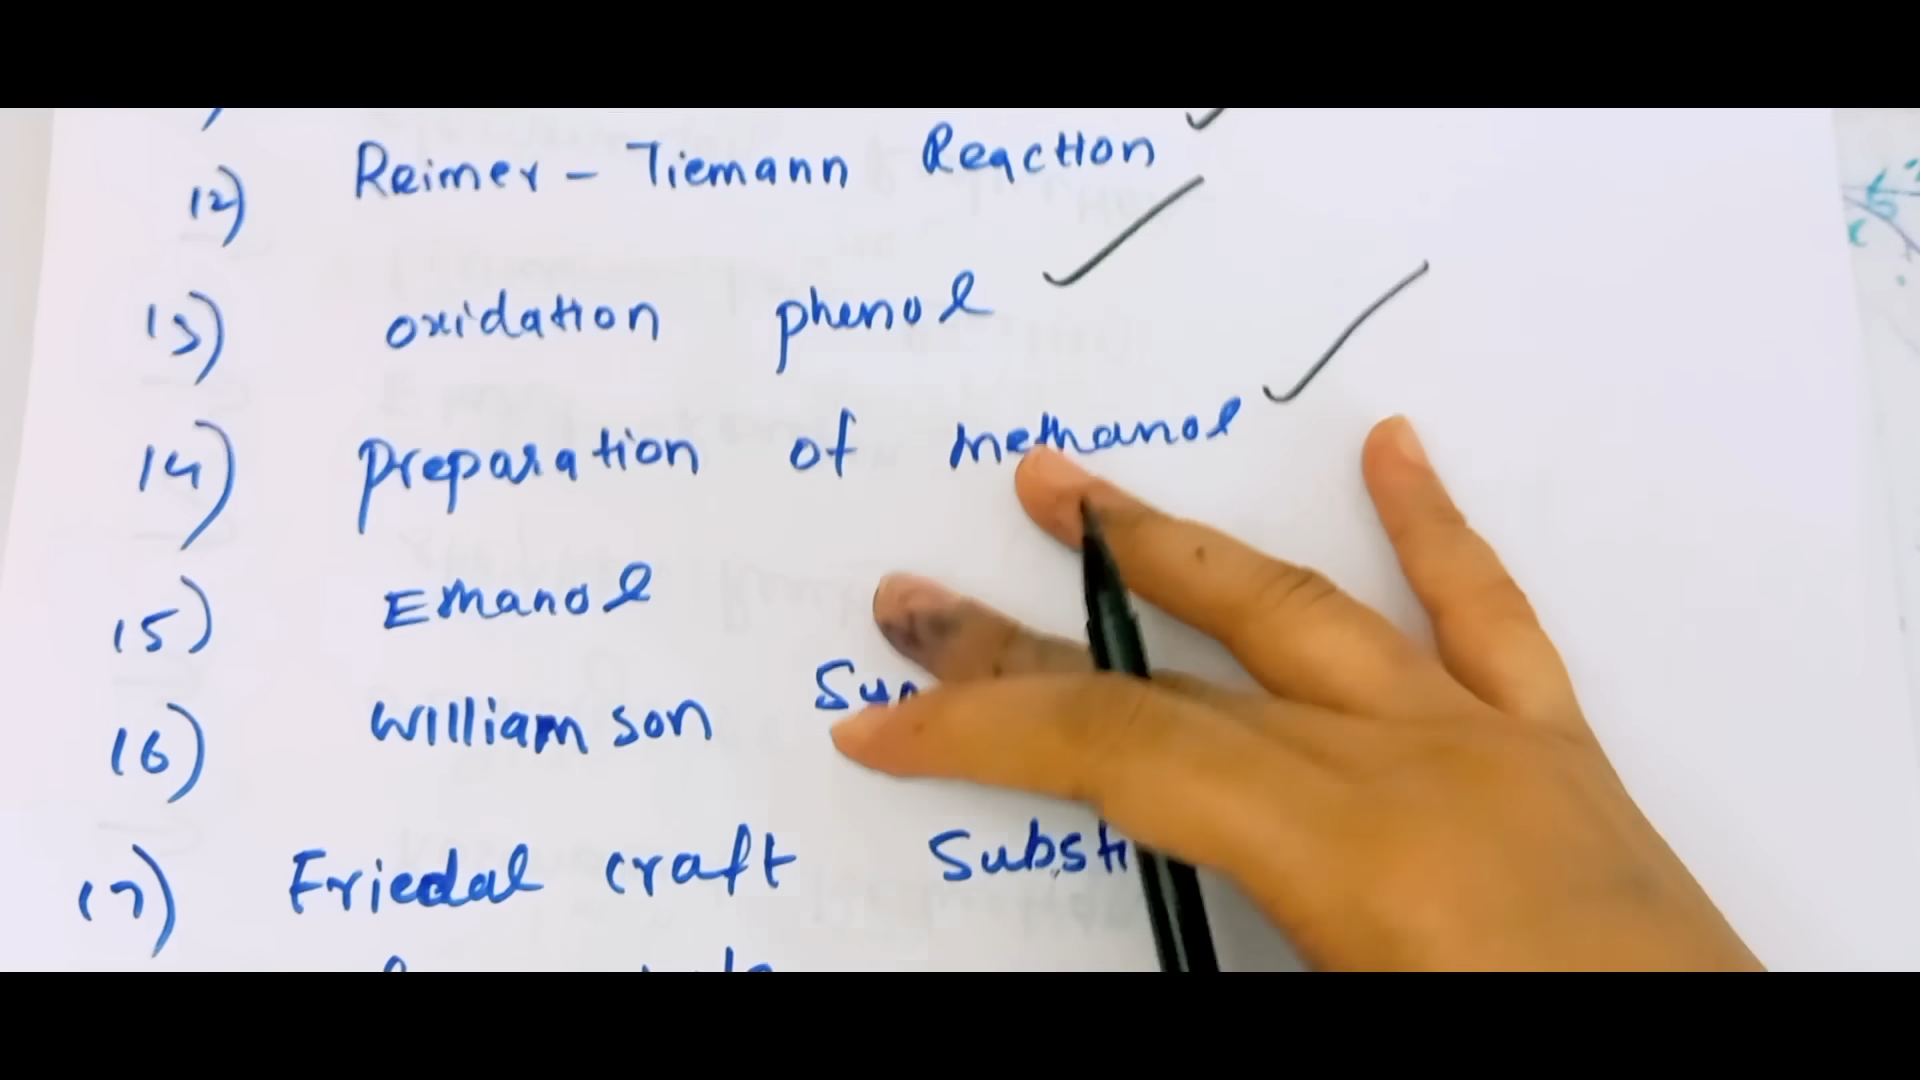 12) Reimer - Tiemann Reaction
13) oxidation phenol
14) preparation of methanol
15) Ethanol
16) Williamson
17) Friedal craft